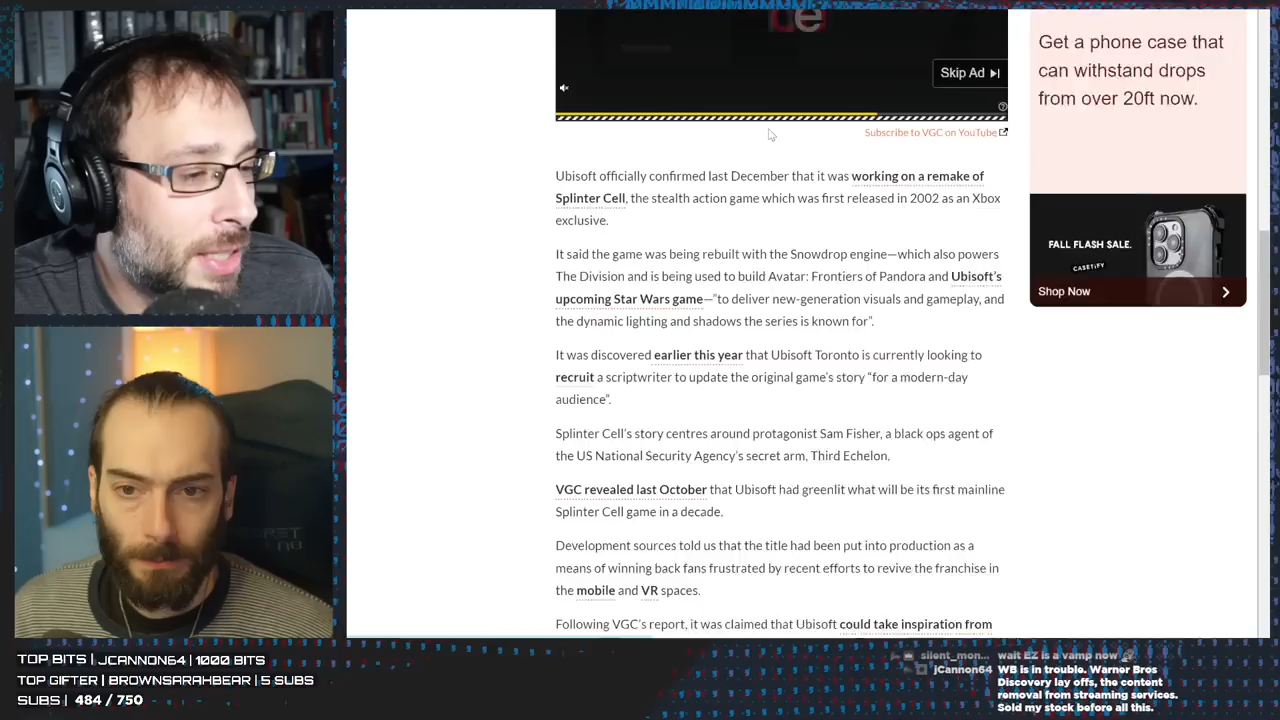 Skip Ad
Subscribe to VGC on YouTube
Ubisoft officially confirmed last December that it was working on a remake of
Splinter Cell, the stealth action game which was first released in 2002 as an Xbox
exclusive.
It said the game was being rebuilt with the Snowdrop engine—which also powers
The Division and is being used to build Avatar: Frontiers of Pandora and Ubisoft's
upcoming Star Wars game—"to deliver new-generation visuals and gameplay, and
the dynamic lighting and shadows the series is known for".
It was discovered earlier this year that Ubisoft Toronto is currently looking to
recruit a scriptwriter to update the original game's story "for a modern-day
audience".
Splinter Cell's story centres around protagonist Sam Fisher, a black ops agent of
the US National Security Agency's secret arm, Third Echelon.
VGC revealed last October that Ubisoft had greenlit what will be its first mainline
Splinter Cell game in a decade.
Development sources told us that the title had been put into production as a
means of winning back fans frustrated by recent efforts to revive the franchise in
the mobile and VR spaces.
Following VGC's report, it was claimed that Ubisoft could take inspiration from
Get a phone case that
can withstand drops
from over 20ft now.
FALL FLASH SALE.
CASETiFY
Shop Now
TOP BITS | JCANNON64 | 1000 BITS
TOP GIFTER | BROWNSARAHBEAR | 5 SUBS
SUBS | 484 / 750
silent_mon... wait EZ is a vamp now
jCannon64 WB is in trouble. Warner Bros
Discovery lay offs, the content
removal from streaming services.
Sold my stock before all this.